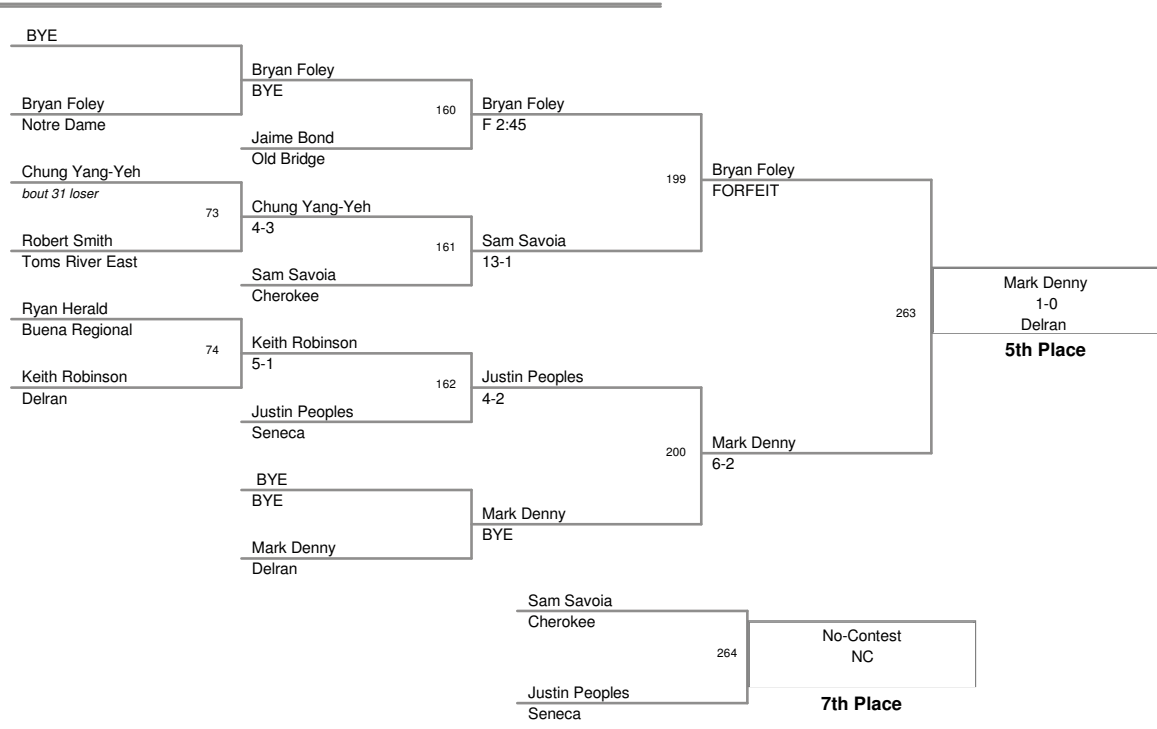 BYE
Bryan Foley
Notre Dame
Chung Yang-Yeh
bout 31 loser
73
Robert Smith
Toms River East
Ryan Herald
Buena Regional
74
Keith Robinson
Delran
Bryan Foley
BYE
160
Jaime Bond
Old Bridge
Chung Yang-Yeh
4-3
161
Sam Savoia
Cherokee
Keith Robinson
5-1
162
Justin Peoples
Seneca
BYE
BYE
Mark Denny
Delran
Bryan Foley
F 2:45
199
Sam Savoia
13-1
Justin Peoples
4-2
200
Mark Denny
BYE
Bryan Foley
FORFEIT
263
Mark Denny
6-2
Mark Denny
1-0
Delran
5th Place
Sam Savoia
Cherokee
264
Justin Peoples
Seneca
No-Contest
NC
7th Place